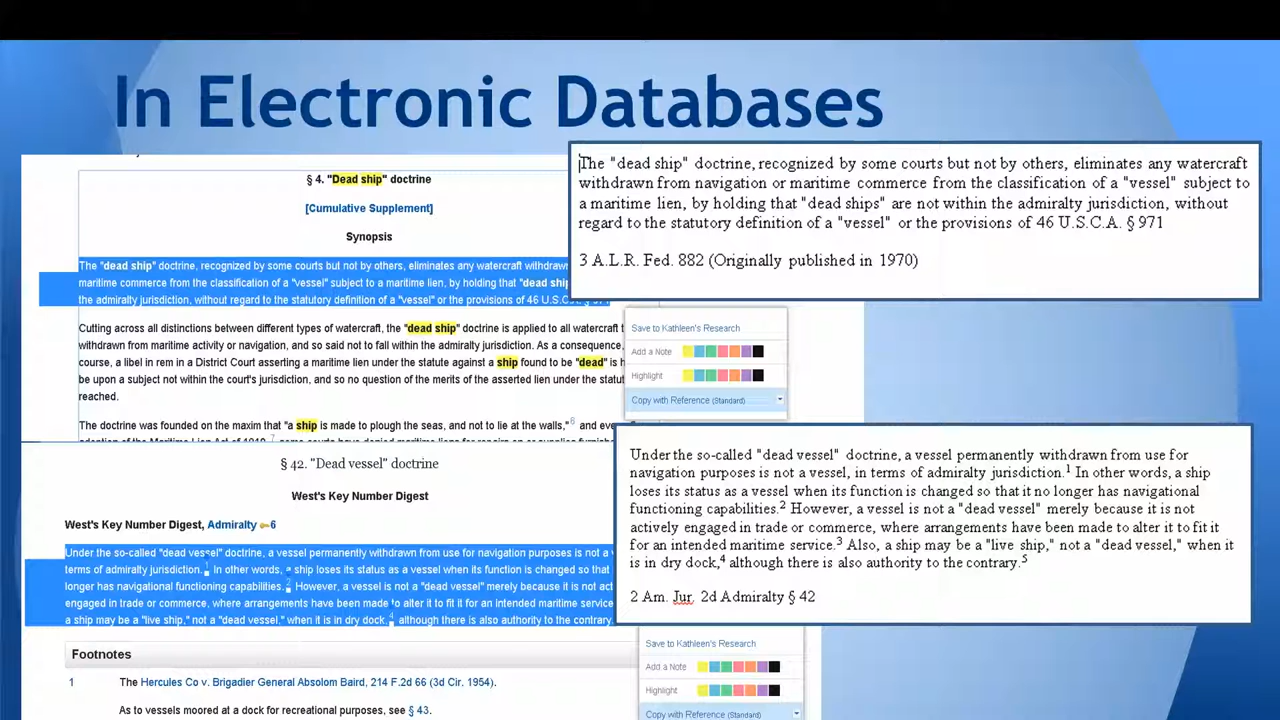 In Electronic Databases
§ 4. "Dead ship" doctrine
[Cumulative Supplement]
Synopsis
The "dead ship" doctrine, recognized by some courts but not by others, eliminates any watercraft withdrawn
maritime commerce from the classification of a "vessel" subject to a maritime lien, by holding that "dead ships
the admiralty jurisdiction, without regard to the statutory definition of a "vessel" or the provisions of 46 U.S.C.A. § 971
Cutting across all distinctions between different types of watercraft, the "dead ship" doctrine is applied to all watercraft
withdrawn from maritime activity or navigation, and so said not to fall within the admiralty jurisdiction. As a consequence,
course, a libel in rem in a District Court asserting a maritime lien under the statute against a ship found to be "dead" is h
be upon a subject not within the court's jurisdiction, and so no question of the merits of the asserted lien under the statut
reached.
The doctrine was founded on the maxim that "a ship is made to plough the seas, and not to lie at the walls,"6 and eve
The "dead ship" doctrine, recognized by some courts but not by others, eliminates any watercraft
withdrawn from navigation or maritime commerce from the classification of a "vessel" subject to
a maritime lien, by holding that "dead ships" are not within the admiralty jurisdiction, without
regard to the statutory definition of a "vessel" or the provisions of 46 U.S.C.A. § 971
3 A.L.R. Fed. 882 (Originally published in 1970)
Save to Kathleen's Research
Add a Note
Highlight
Copy with Reference (Standard)
§ 42. "Dead vessel" doctrine
West's Key Number Digest
West's Key Number Digest, Admiralty 6
Under the so-called "dead vessel" doctrine, a vessel permanently withdrawn from use for navigation purposes is not a v
terms of admiralty jurisdiction.1 In other words, a ship loses its status as a vessel when its function is changed so that
longer has navigational functioning capabilities.2 However, a vessel is not a "dead vessel" merely because it is not act
engaged in trade or commerce, where arrangements have been made to alter it to fit it for an intended maritime service
a ship may be a "live ship," not a "dead vessel," when it is in dry dock,4 although there is also authority to the contrary.
Footnotes
1 The Hercules Co v. Brigadier General Absolom Baird, 214 F.2d 66 (3d Cir. 1954).
As to vessels moored at a dock for recreational purposes, see § 43.
Under the so-called "dead vessel" doctrine, a vessel permanently withdrawn from use for
navigation purposes is not a vessel, in terms of admiralty jurisdiction.1 In other words, a ship
loses its status as a vessel when its function is changed so that it no longer has navigational
functioning capabilities.2 However, a vessel is not a "dead vessel" merely because it is not
actively engaged in trade or commerce, where arrangements have been made to alter it to fit it
for an intended maritime service.3 Also, a ship may be a "live ship," not a "dead vessel," when it
is in dry dock,4 although there is also authority to the contrary.5
2 Am. Jur. 2d Admiralty § 42
Save to Kathleen's Research
Add a Note
Highlight
Copy with Reference (Standard)